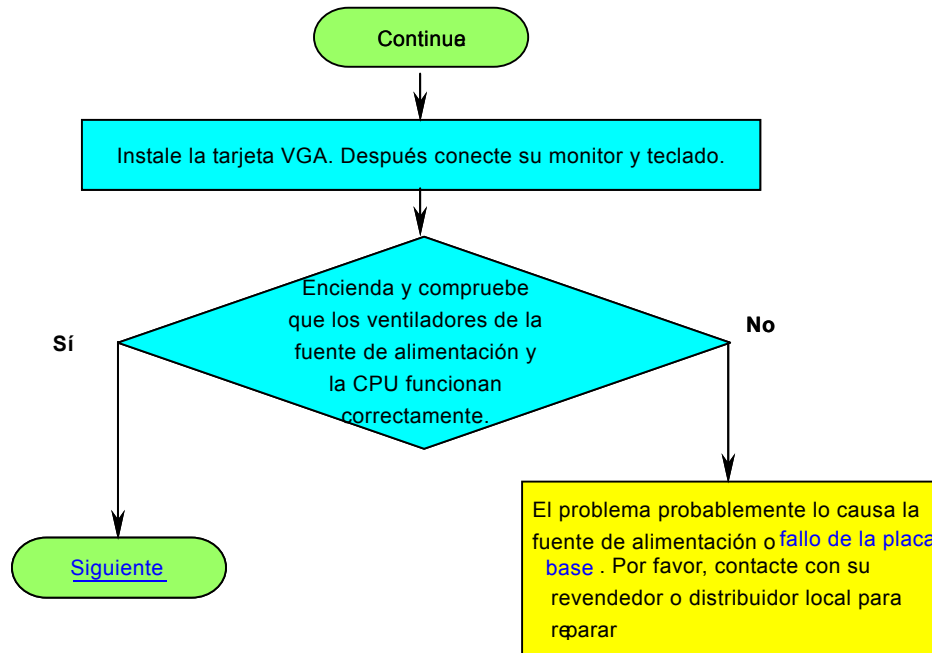 Continua
Instale la tarjeta VGA. Después conecte su monitor y teclado.
Encienda y compruebe
que los ventiladores de la
fuente de alimentación y
la CPU funcionan
correctamente.
Sí
No
Siguiente
El problema probablemente lo causa la
fuente de alimentación o fallo de la placa
base . Por favor, contacte con su
revendedor o distribuidor local para
reparar